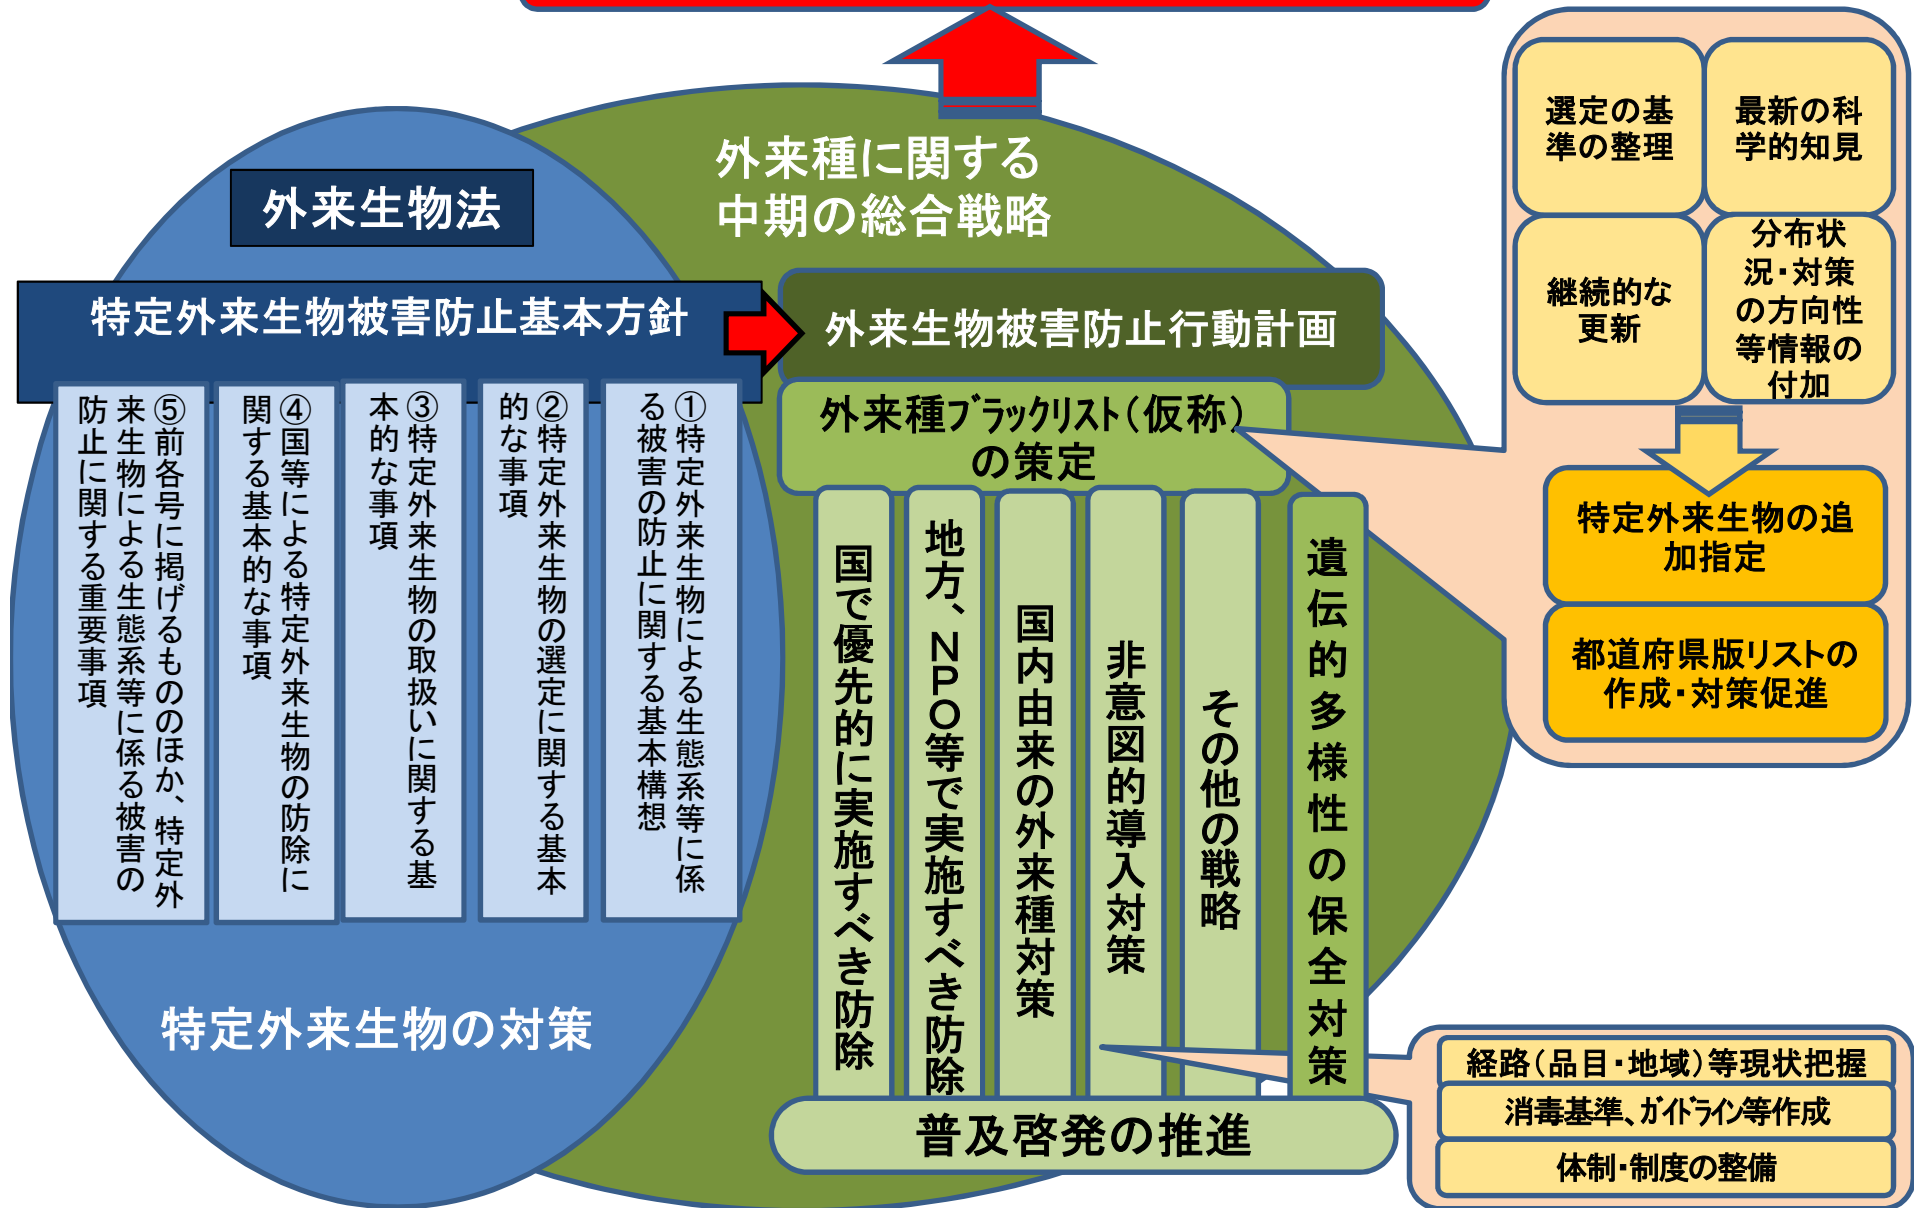 外来種に関する
中期の総合戦略
外来生物法
特定外来生物被害防止基本方針
外来生物被害防止行動計画
①特定外来生物による生態系等に係
る被害の防止に関する基本構想
②特定外来生物の選定に関する基本
的な事項
③特定外来生物の取扱いに関する基
本的な事項
④国等による特定外来生物の防除に
関する基本的な事項
⑤前各号に掲げるもののほか、特定外
来生物による生態系等に係る被害の
防止に関する重要事項
特定外来生物の対策
外来種ブラックリスト（仮称）
の策定
国で優先的に実施すべき防除
地方、ＮＰＯ等で実施すべき防除
国内由来の外来種対策
非意図的導入対策
その他の戦略
遺伝的多様性の保全対策
普及啓発の推進
選定の基
準の整理
最新の科
学的知見
継続的な
更新
分布状
況・対策
の方向性
等情報の
付加
特定外来生物の追
加指定
都道府県版リストの
作成・対策促進
経路（品目・地域）等現状把握
消毒基準、ガイドライン等作成
体制・制度の整備